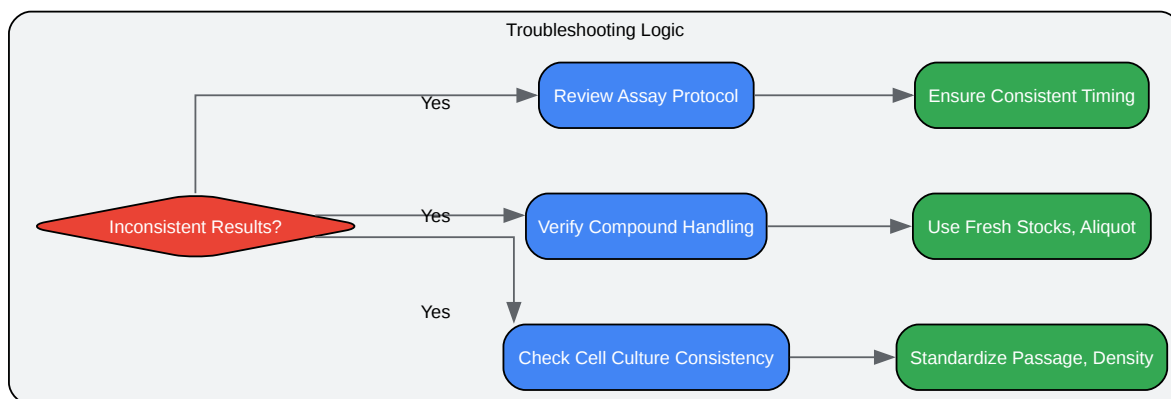 Troubleshooting Logic
Yes
Review Assay Protocol
Ensure Consistent Timing
Inconsistent Results?
Yes
Verify Compound Handling
Use Fresh Stocks, Aliquot
Yes
Check Cell Culture Consistency
Standardize Passage, Density